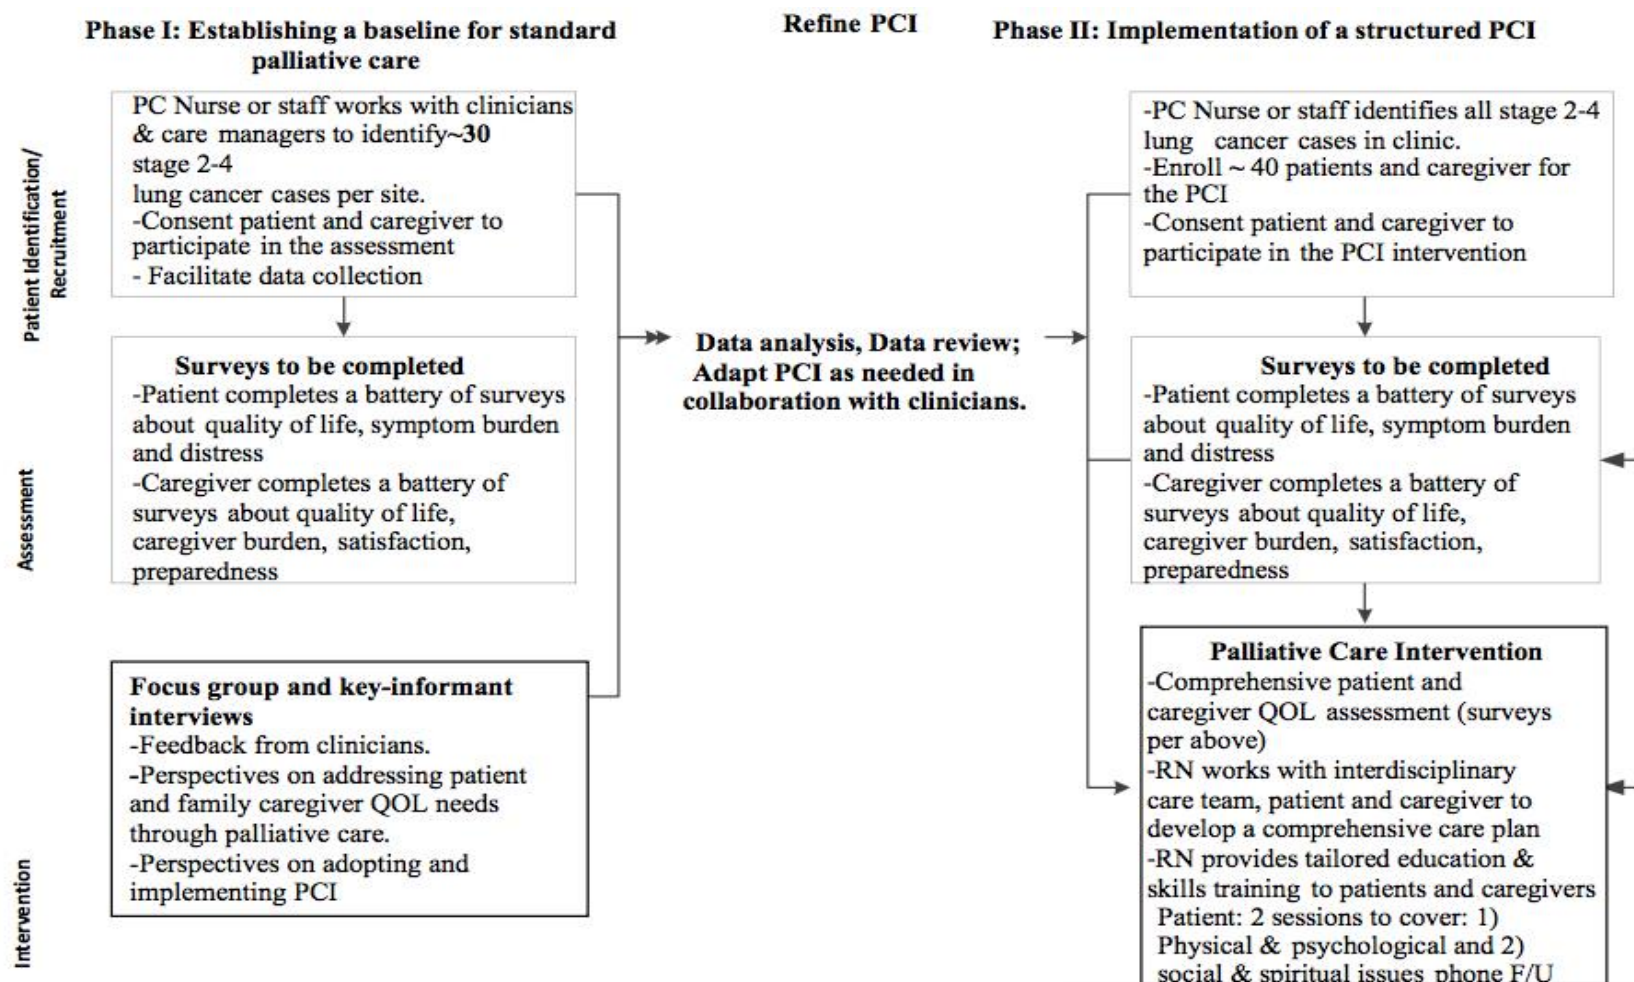 Phase I: Establishing a baseline for standard
palliative care
Refine PCI
Phase II: Implementation of a structured PCI
Patient Identification/
Recruitment
PC Nurse or staff works with clinicians
& care managers to identify~30
stage 2-4
lung cancer cases per site.
-Consent patient and caregiver to
participate in the assessment
- Facilitate data collection
Assessment
Surveys to be completed
-Patient completes a battery of surveys
about quality of life, symptom burden
and distress
-Caregiver completes a battery of
surveys about quality of life,
caregiver burden, satisfaction,
preparedness
Intervention
Focus group and key-informant
interviews
-Feedback from clinicians.
-Perspectives on addressing patient
and family caregiver QOL needs
through palliative care.
-Perspectives on adopting and
implementing PCI
Data analysis, Data review;
Adapt PCI as needed in
collaboration with clinicians.
-PC Nurse or staff identifies all stage 2-4
lung cancer cases in clinic.
-Enroll ~ 40 patients and caregiver for
the PCI
-Consent patient and caregiver to
participate in the PCI intervention
Surveys to be completed
-Patient completes a battery of surveys
about quality of life, symptom burden
and distress
-Caregiver completes a battery of
surveys about quality of life,
caregiver burden, satisfaction,
preparedness
Palliative Care Intervention
-Comprehensive patient and
caregiver QOL assessment (surveys
per above)
-RN works with interdisciplinary
care team, patient and caregiver to
develop a comprehensive care plan
-RN provides tailored education &
skills training to patients and caregivers
Patient: 2 sessions to cover: 1)
Physical & psychological and 2)
social & spiritual issues phone F/U